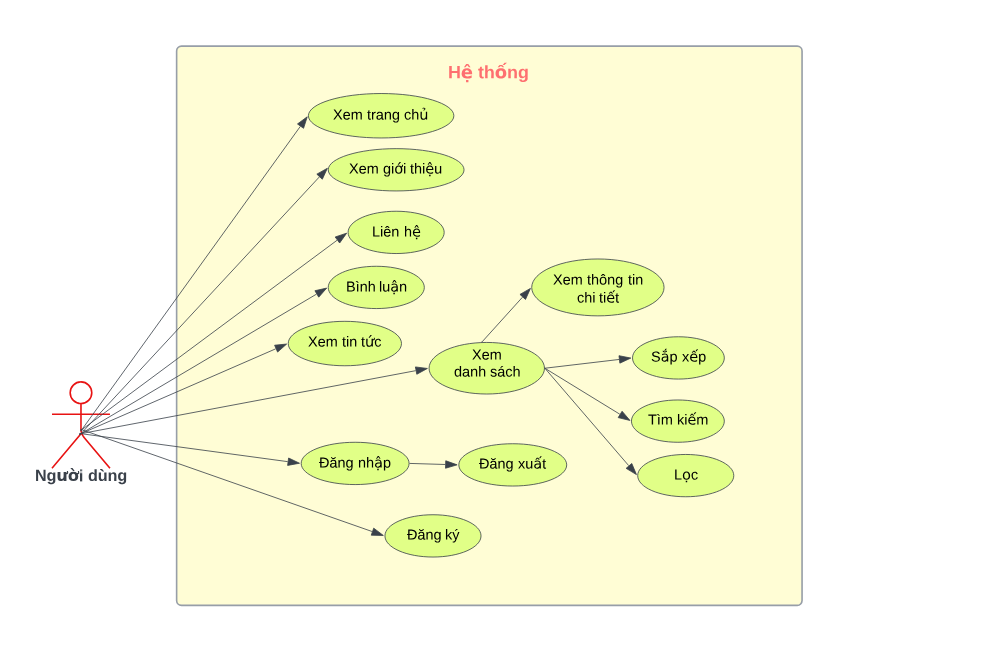 Hệ thống
Xem trang chủ
Xem giới thiệu
Liên hệ
Bình luận
Xem tin tức
Xem
danh sách
Xem thông tin
chi tiết
Sắp xếp
Tìm kiếm
Lọc
Đăng nhập
Đăng xuất
Đăng ký
Người dùng